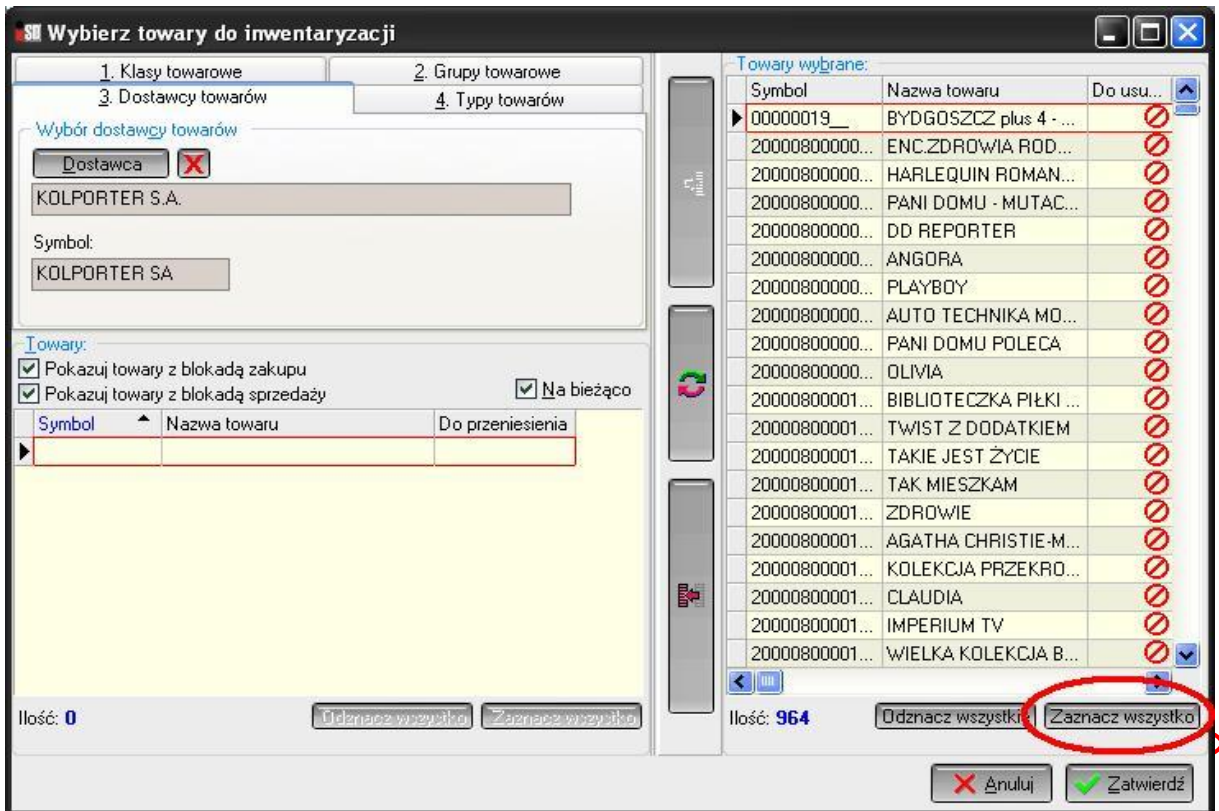 Wybierz towary do inwentaryzacji
1. Klasy towarowe
2. Grupy towarowe
3. Dostawcy towarów
4. Typy towarów
Wybór dostawcy towarów
Dostawca
KOLPORTER S.A.
Symbol:
KOLPORTER SA
Towary:
Pokazuj towary z blokadą zakupu
Pokazuj towary z blokadą sprzedaży
Na bieżąco
Symbol Nazwa towaru Do przeniesienia
Ilość: 0
Odznacz wszystko Zaznacz wszystko
Towary wybrane:
Symbol Nazwa towaru Do usu...
00000019__ BYDGOSZCZ plus 4 - ...
20000800000... ENC.ZDROWIA ROD...
20000800000... HARLEQUIN ROMAN...
20000800000... PANI DOMU - MUTAC...
20000800000... DD REPORTER
20000800000... ANGORA
20000800000... PLAYBOY
20000800000... AUTO TECHNIKA MO...
20000800000... PANI DOMU POLECA
20000800000... OLIVIA
20000800001... BIBLIOTECZKA PIŁKI ...
20000800001... TWIST Z DODATKIEM
20000800001... TAKIE JEST ŻYCIE
20000800001... TAK MIESZKAM
20000800001... ZDROWIE
20000800001... AGATHA CHRISTIE-M...
20000800001... KOLEKCJA PRZEKRO...
20000800001... CLAUDIA
20000800001... IMPERIUM TV
20000800001... WIELKA KOLEKCJA B...
Ilość: 964
Odznacz wszystkie Zaznacz wszystko
Anuluj Zatwierdź